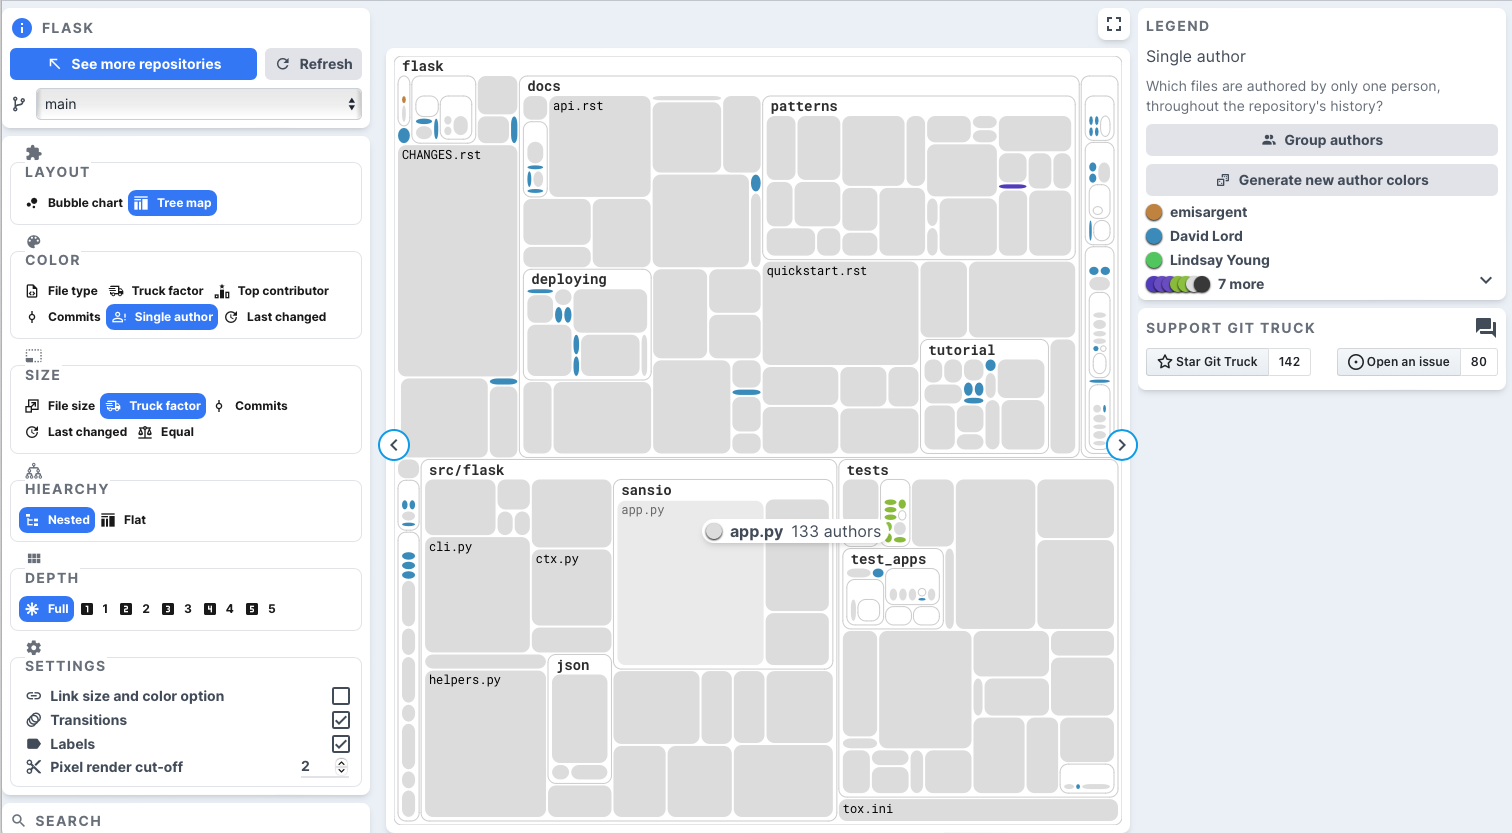 FLASK
See more repositories
Refresh
main
LAYOUT
Bubble chart
Tree map
COLOR
File type
Truck factor
Top contributor
Commits
Single author
Last changed
SIZE
File size
Truck factor
Commits
Last changed
Equal
HIEARCHY
Nested
Flat
DEPTH
Full
1 1 2 2 3 3 4 4 5 5
SETTINGS
Link size and color option
Transitions
Labels
Pixel render cut-off 2
SEARCH
flask
docs
api.rst
patterns
CHANGES.rst
quickstart.rst
deploying
tutorial
src/flask
tests
sansio
app.py
app.py 133 authors
cli.py
ctx.py
test_apps
json
helpers.py
tox.ini
LEGEND
Single author
Which files are authored by only one person,
throughout the repository's history?
Group authors
Generate new author colors
emisargent
David Lord
Lindsay Young
7 more
SUPPORT GIT TRUCK
Star Git Truck 142
Open an issue 80